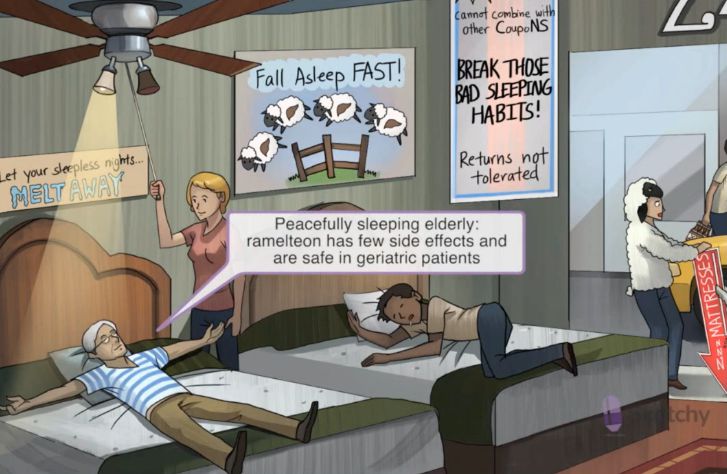 cannot combine with
other CoupoNS
Fall Asleep FAST!
BREAK THOSE
BAD SLEEPING
HABITS!
Returns not
tolerated
Let your sleepless nights...
MELT AWAY
Peacefully sleeping elderly:
ramelteon has few side effects and
are safe in geriatric patients
MATTRESSES